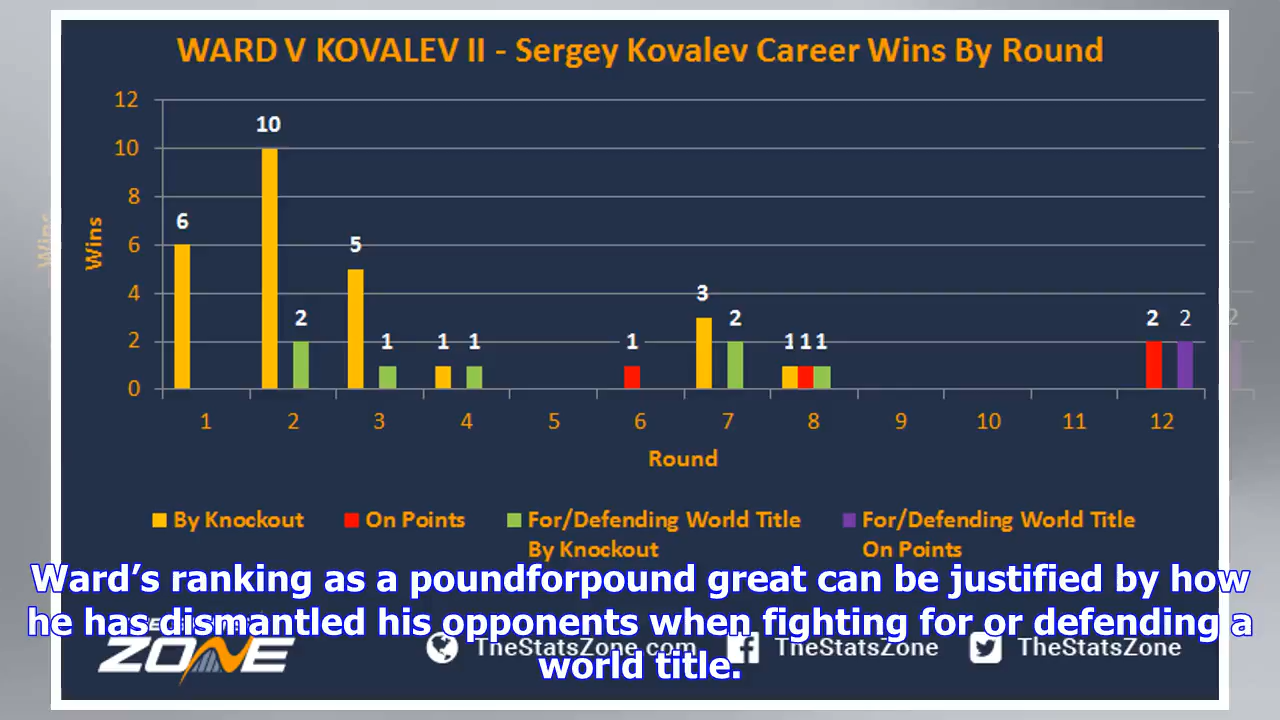 WARD V KOVALEV II - Sergey Kovalev Career Wins By Round
12
10
8
6
4
2
0
Wins
6
10
2
5
1
1
1
1
3
2
1
1
1
2
2
2
1
2
3
4
5
6
7
8
9
10
11
12
Round
By Knockout
On Points
For/Defending World Title
By Knockout
For/Defending World Title
On Points
Ward’s ranking as a poundforpound great can be justified by how
he has dismantled his opponents when fighting for or defending a
world title.
ZONE
TheStatsZone.com
TheStatsZone
TheStatsZone
Wins